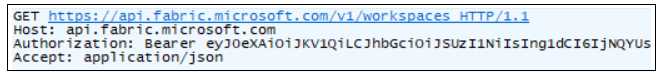 GET https://api.fabric.microsoft.com/v1/workspaces HTTP/1.1
Host: api.fabric.microsoft.com
Authorization: Bearer eyJ0eXAiOiJKV1QiLCJhbGciOiJSUzI1NiIsIng1dCI6IjNQYUs
Accept: application/json